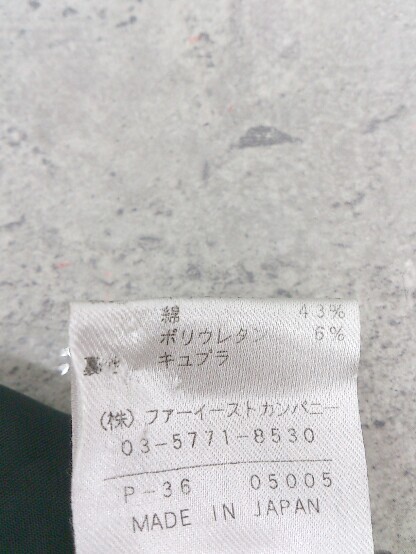 綿 43%
ポリウレタン 6%
裏 キュプラ
(株)ファーイーストカンパニー
03-5771-8530
P-36 05005
MADE IN JAPAN